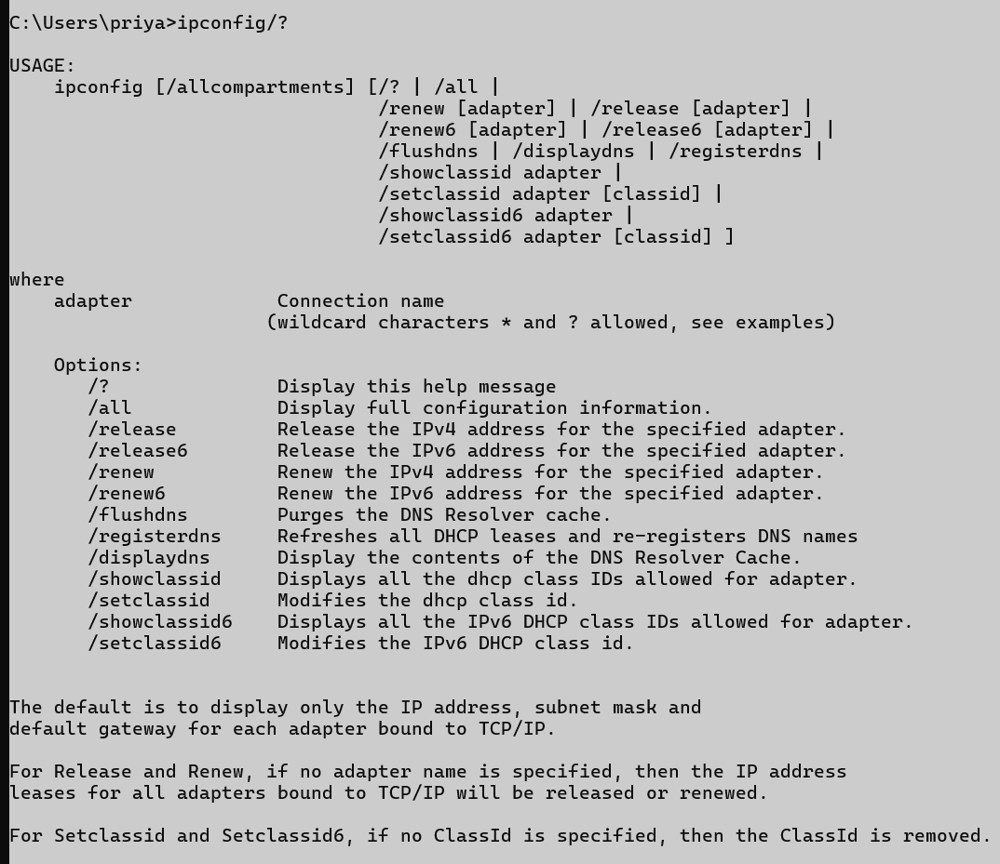 C:\Users\priya>ipconfig/?

USAGE:
    ipconfig [/allcompartments] [/? | /all |
                                 /renew [adapter] | /release [adapter] |
                                 /renew6 [adapter] | /release6 [adapter] |
                                 /flushdns | /displaydns | /registerdns |
                                 /showclassid adapter |
                                 /setclassid adapter [classid] |
                                 /showclassid6 adapter |
                                 /setclassid6 adapter [classid] ]

where
    adapter             Connection name
                       (wildcard characters * and ? allowed, see examples)

    Options:
       /?               Display this help message
       /all             Display full configuration information.
       /release         Release the IPv4 address for the specified adapter.
       /release6        Release the IPv6 address for the specified adapter.
       /renew           Renew the IPv4 address for the specified adapter.
       /renew6          Renew the IPv6 address for the specified adapter.
       /flushdns        Purges the DNS Resolver cache.
       /registerdns     Refreshes all DHCP leases and re-registers DNS names
       /displaydns      Display the contents of the DNS Resolver Cache.
       /showclassid     Displays all the dhcp class IDs allowed for adapter.
       /setclassid      Modifies the dhcp class id.
       /showclassid6    Displays all the IPv6 DHCP class IDs allowed for adapter.
       /setclassid6     Modifies the IPv6 DHCP class id.


The default is to display only the IP address, subnet mask and
default gateway for each adapter bound to TCP/IP.

For Release and Renew, if no adapter name is specified, then the IP address
leases for all adapters bound to TCP/IP will be released or renewed.

For Setclassid and Setclassid6, if no ClassId is specified, then the ClassId is removed.